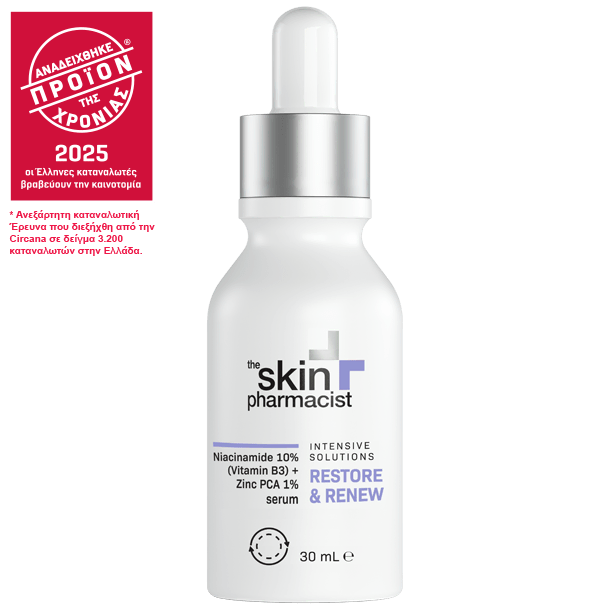 ΑΝΑΔΕΙΧΘΗΚΕ
ΠΡΟΪΟΝ®
ΤΗΣ
ΧΡΟΝΙΑΣ
2025
οι Έλληνες καταναλωτές
βραβεύουν την καινοτομία
* Ανεξάρτητη καταναλωτική
Έρευνα που διεξήχθη από την
Circana σε δείγμα 3.200
καταναλωτών στην Ελλάδα.
the
skin
pharmacist
Niacinamide 10%
(Vitamin B3) +
Zinc PCA 1%
serum
INTENSIVE
SOLUTIONS
RESTORE
& RENEW
30 mL ℮